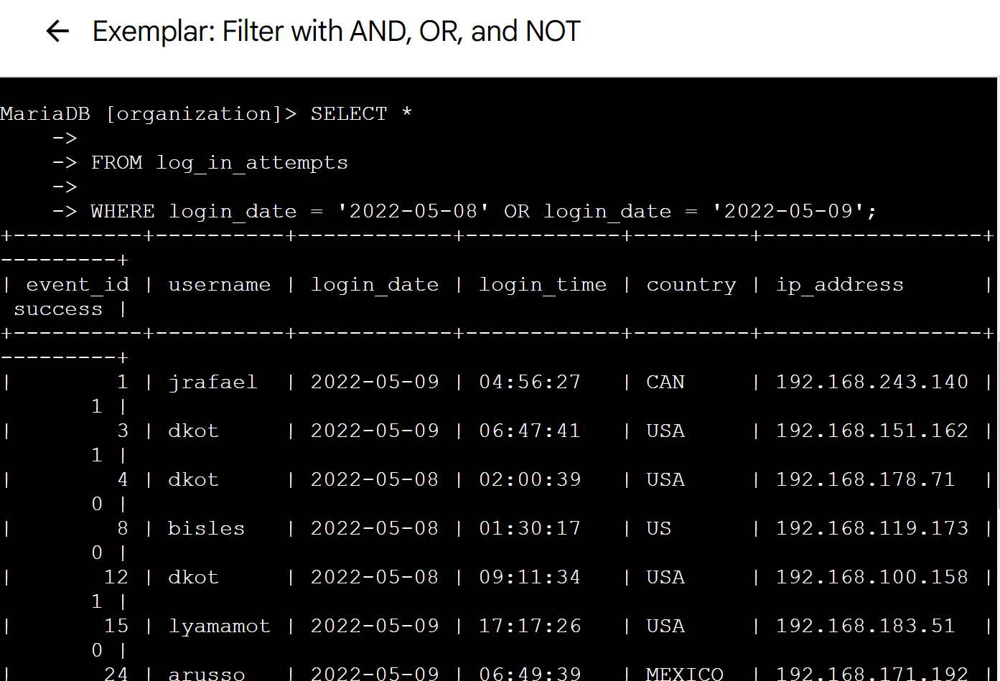 Exemplar: Filter with AND, OR, and NOT
MariaDB [organization]> SELECT *
    ->
    -> FROM log_in_attempts
    ->
    -> WHERE login_date = '2022-05-08' OR login_date = '2022-05-09';
+----------+----------+------------+------------+---------+-----------------+
---------+
| event_id | username | login_date | login_time | country | ip_address      |
 success |
+----------+----------+------------+------------+---------+-----------------+
---------+
|        1 | jrafael  | 2022-05-09 | 04:56:27   | CAN     | 192.168.243.140 |
       1 |
|        3 | dkot     | 2022-05-09 | 06:47:41   | USA     | 192.168.151.162 |
       1 |
|        4 | dkot     | 2022-05-08 | 02:00:39   | USA     | 192.168.178.71  |
       0 |
|        8 | bisles   | 2022-05-08 | 01:30:17   | US      | 192.168.119.173 |
       0 |
|       12 | dkot     | 2022-05-08 | 09:11:34   | USA     | 192.168.100.158 |
       1 |
|       15 | lyamamot | 2022-05-09 | 17:17:26   | USA     | 192.168.183.51  |
       0 |
|       24 | arusso   | 2022-05-09 | 06:49:39   | MEXICO  | 192.168.171.192 |